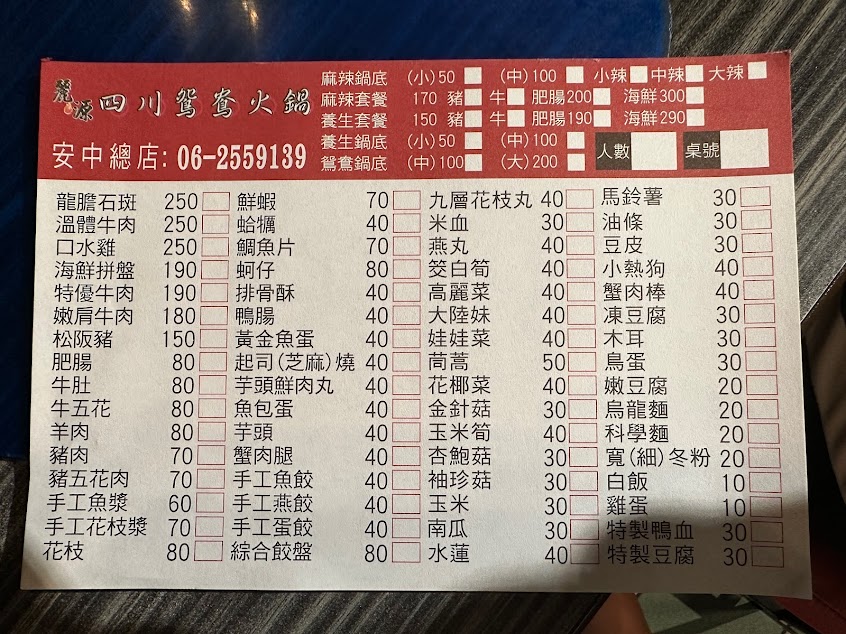 麗源四川鴛鴦火鍋
安中總店: 06-2559139
麻辣鍋底 (小)50 (中)100 小辣 中辣 大辣
麻辣套餐 170 豬 牛 肥腸200 海鮮300
養生套餐 150 豬 牛 肥腸190 海鮮290
養生鍋底 (小)50 (中)100
鴛鴦鍋底 (中)100 (大)200
人數 桌號
龍膽石斑 250
溫體牛肉 250
口水雞 250
海鮮拼盤 190
特優牛肉 190
嫩肩牛肉 180
松阪豬 150
肥腸 80
牛肚 80
牛五花 80
羊肉 80
豬肉 70
豬五花肉 70
手工魚漿 60
手工花枝漿 70
花枝 80
鮮蝦 70
蛤蠣 40
鯛魚片 70
蚵仔 80
排骨酥 40
鴨腸 40
黃金魚蛋 40
起司(芝麻)燒 40
芋頭鮮肉丸 40
魚包蛋 40
芋頭 40
蟹肉腿 40
手工魚餃 40
手工燕餃 40
手工蛋餃 40
綜合餃盤 80
九層花枝丸 40
米血 30
燕丸 40
筊白筍 40
高麗菜 40
大陸妹 40
娃娃菜 40
茼蒿 50
花椰菜 40
金針菇 30
玉米筍 40
杏鮑菇 30
袖珍菇 30
玉米 30
南瓜 30
水蓮 40
馬鈴薯 30
油條 30
豆皮 30
小熱狗 40
蟹肉棒 40
凍豆腐 30
木耳 30
鳥蛋 30
嫩豆腐 20
烏龍麵 20
科學麵 20
寬(細)冬粉 20
白飯 10
雞蛋 10
特製鴨血 30
特製豆腐 30